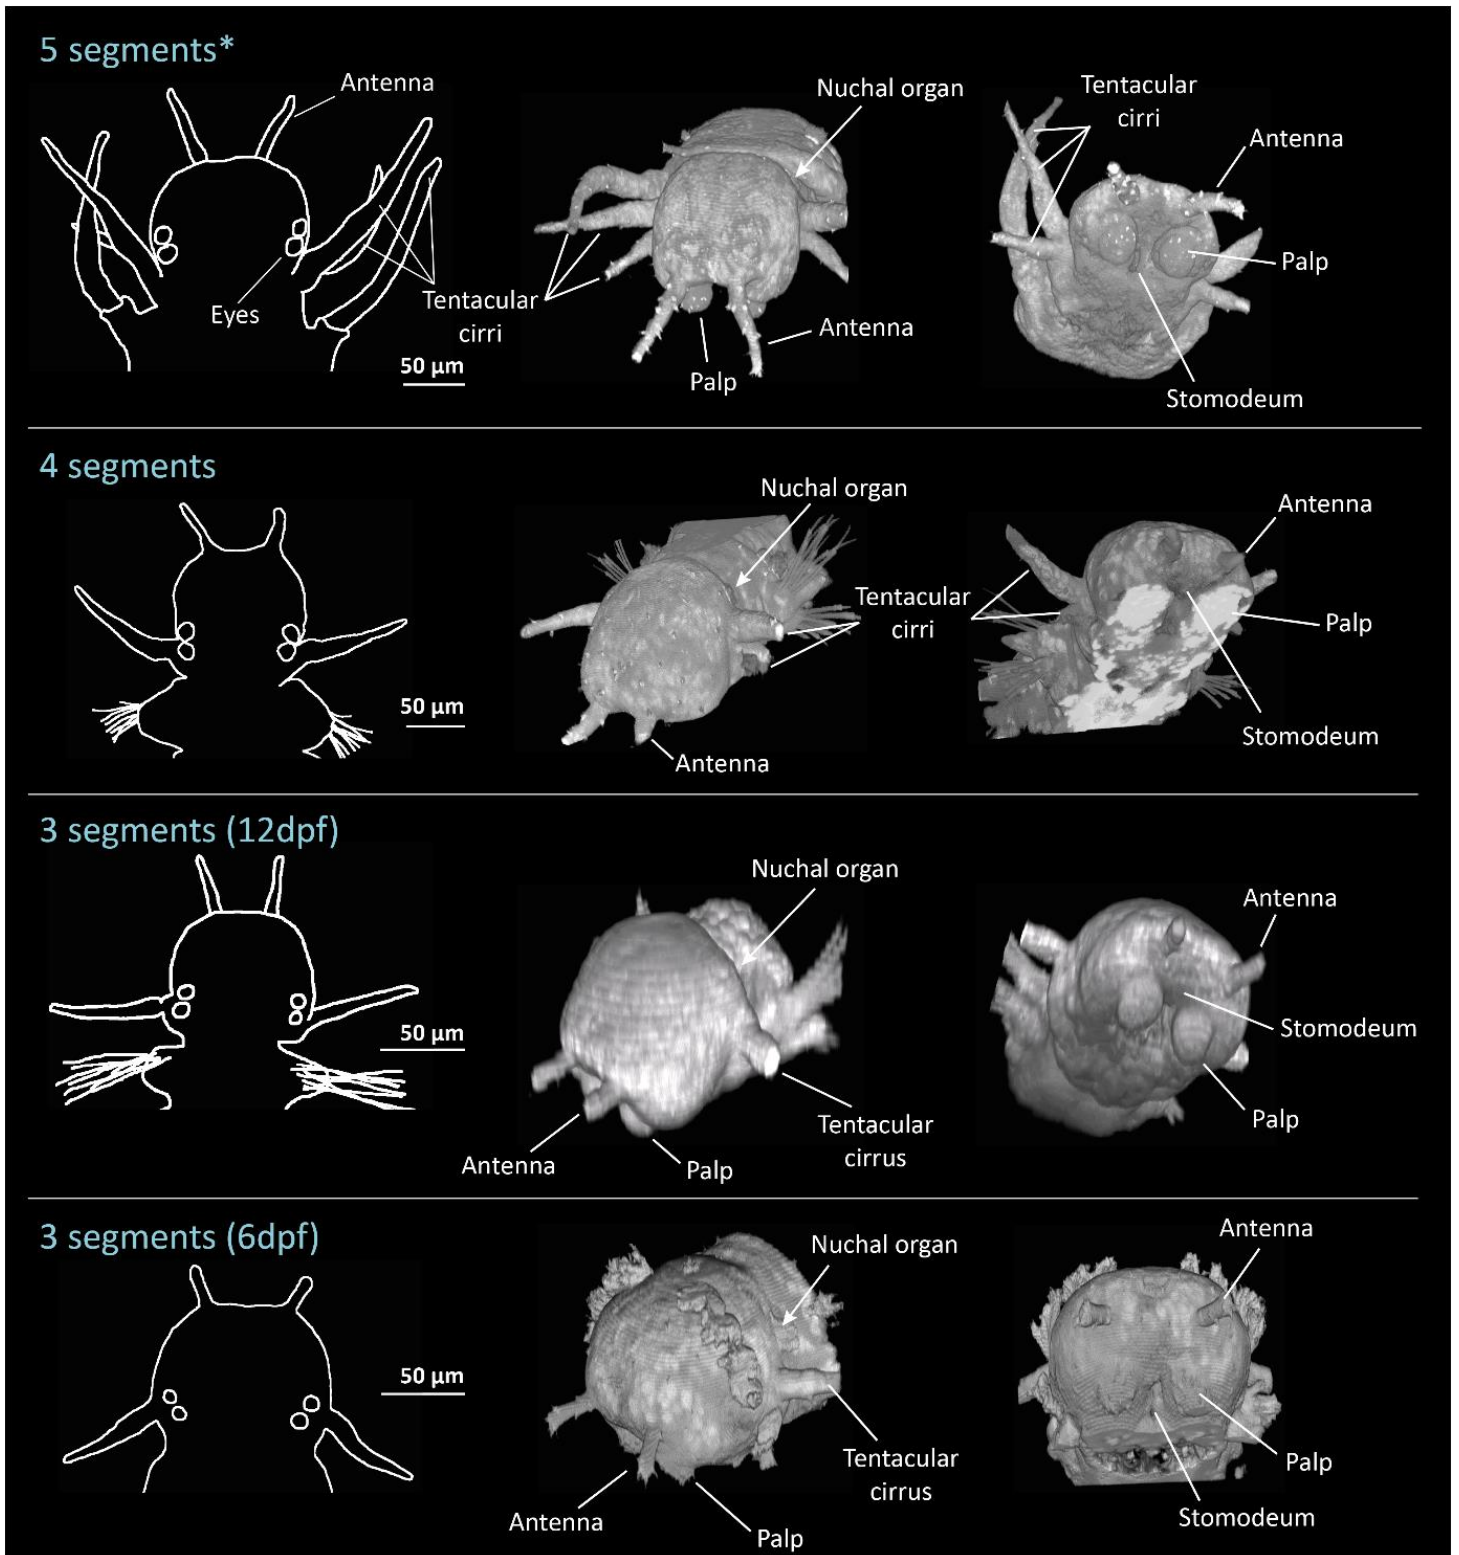 5 segments*
Antenna
Nuchal organ
Tentacular
cirri
Antenna
Palp
Eyes
Tentacular
cirri
Antenna
50 µm
Palp
Stomodeum
4 segments
Nuchal organ
Antenna
Tentacular
cirri
Palp
50 µm
Stomodeum
Antenna
3 segments (12dpf)
Nuchal organ
Antenna
50 µm
Stomodeum
Tentacular
cirrus
Palp
Antenna
Palp
3 segments (6dpf)
Nuchal organ
Antenna
50 µm
Tentacular
cirrus
Palp
Antenna
Palp
Stomodeum